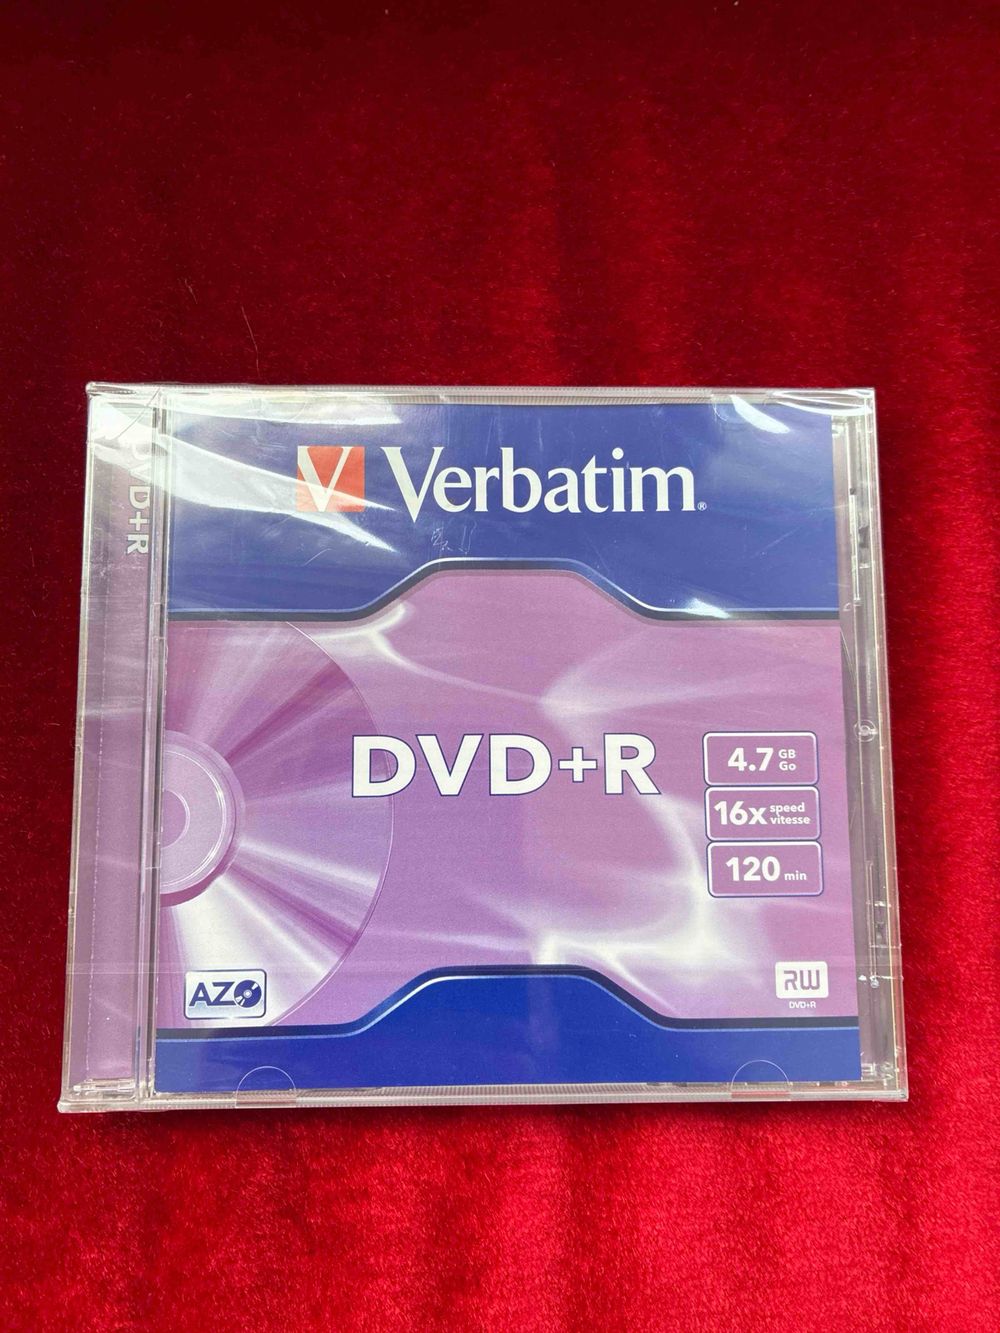 Verbatim®
DVD+R
DVD+R
4.7 GB
Go
16x speed
vitesse
120 min
AZO
RW
DVD+R